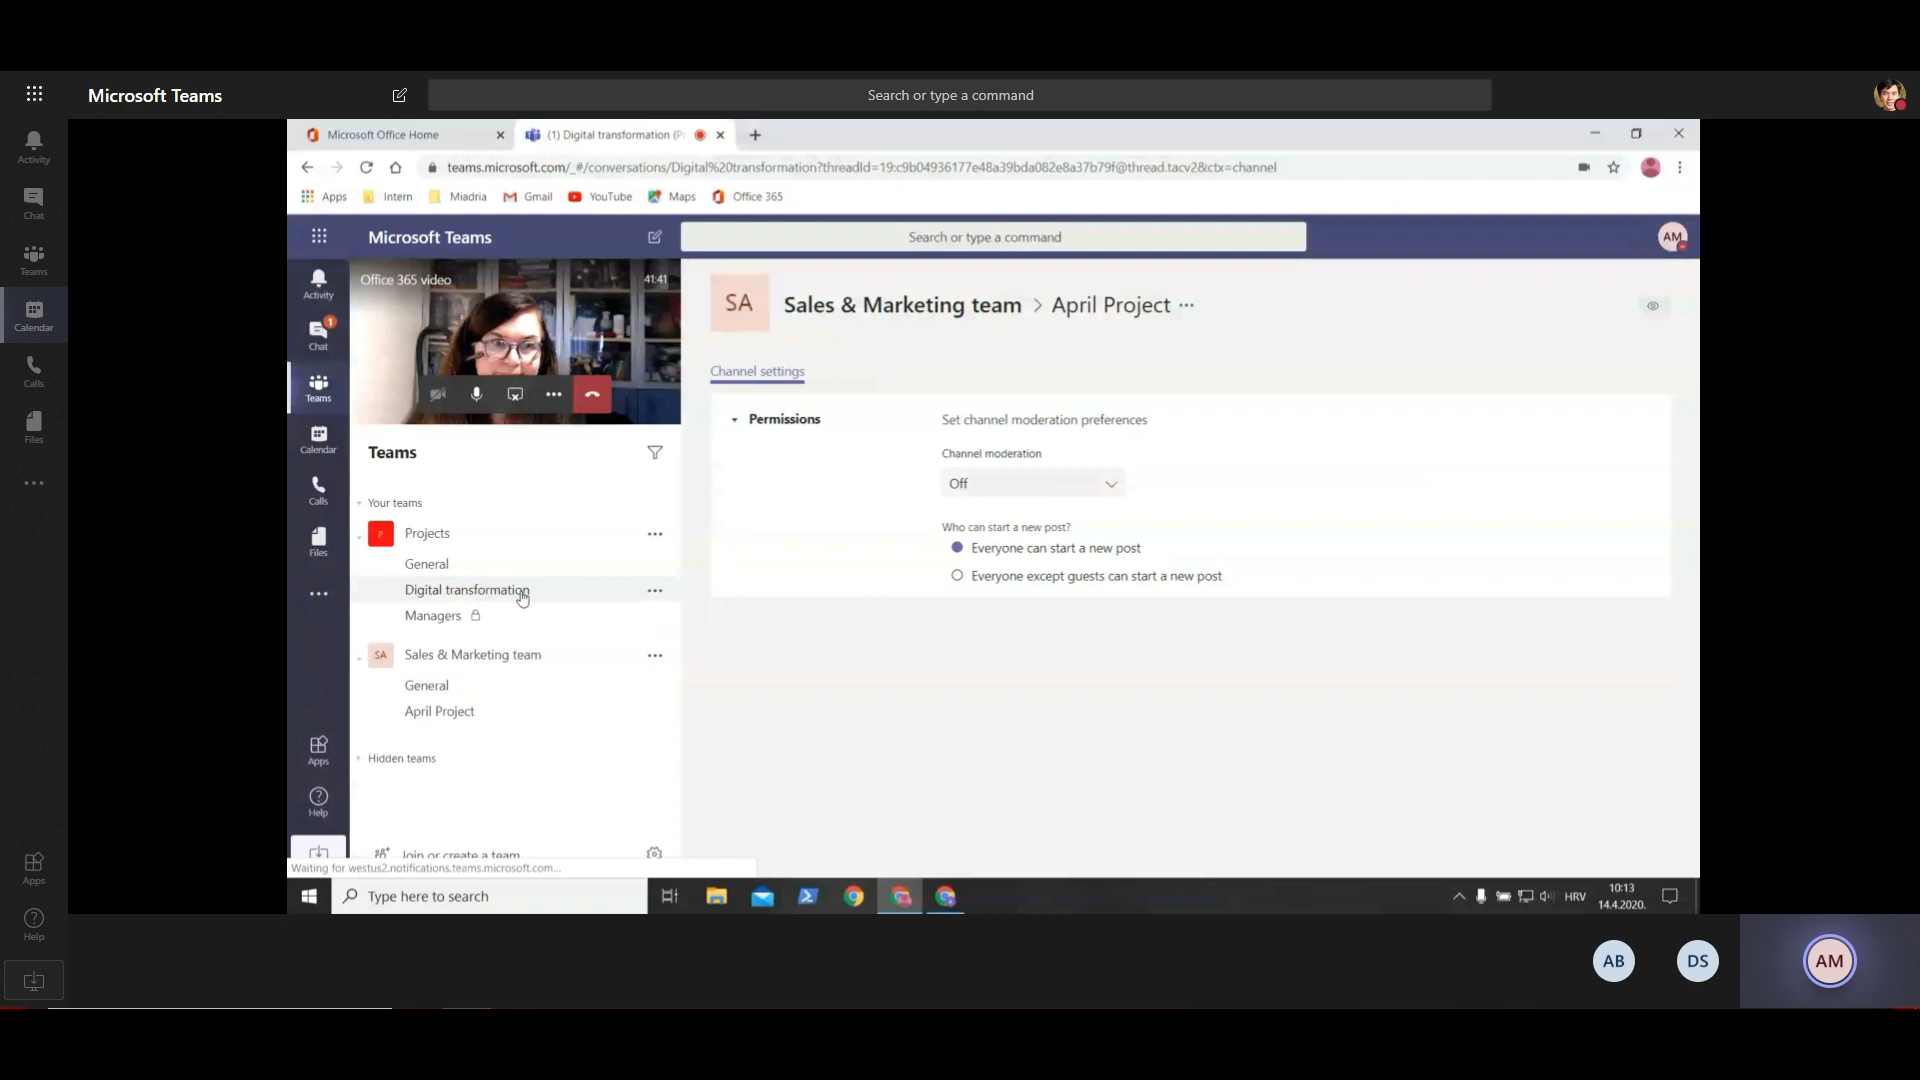 Microsoft Teams
Search or type a command
Activity
Chat
Teams
Calendar
Calls
Files
Apps
Help
Microsoft Office Home
(1) Digital transformation (P
teams.microsoft.com/_#/conversations/Digital%20transformation?threadId=19:c9b04936177e48a39bda082e8a37b79f@thread.tacv2&ctx=channel
Apps
Intern
Miadria
Gmail
YouTube
Maps
Office 365
Microsoft Teams
Search or type a command
AM
Activity
Chat
1
Teams
Calendar
Calls
Files
Apps
Help
Office 365 video
41:41
Teams
Your teams
P
Projects
General
Digital transformation
Managers
SA
Sales & Marketing team
General
April Project
Hidden teams
Join or create a team
Waiting for westus2.notifications.teams.microsoft.com...
SA
Sales & Marketing team > April Project ···
Channel settings
Permissions
Set channel moderation preferences
Channel moderation
Off
Who can start a new post?
Everyone can start a new post
Everyone except guests can start a new post
Type here to search
HRV
10:13
14.4.2020.
AB
DS
AM